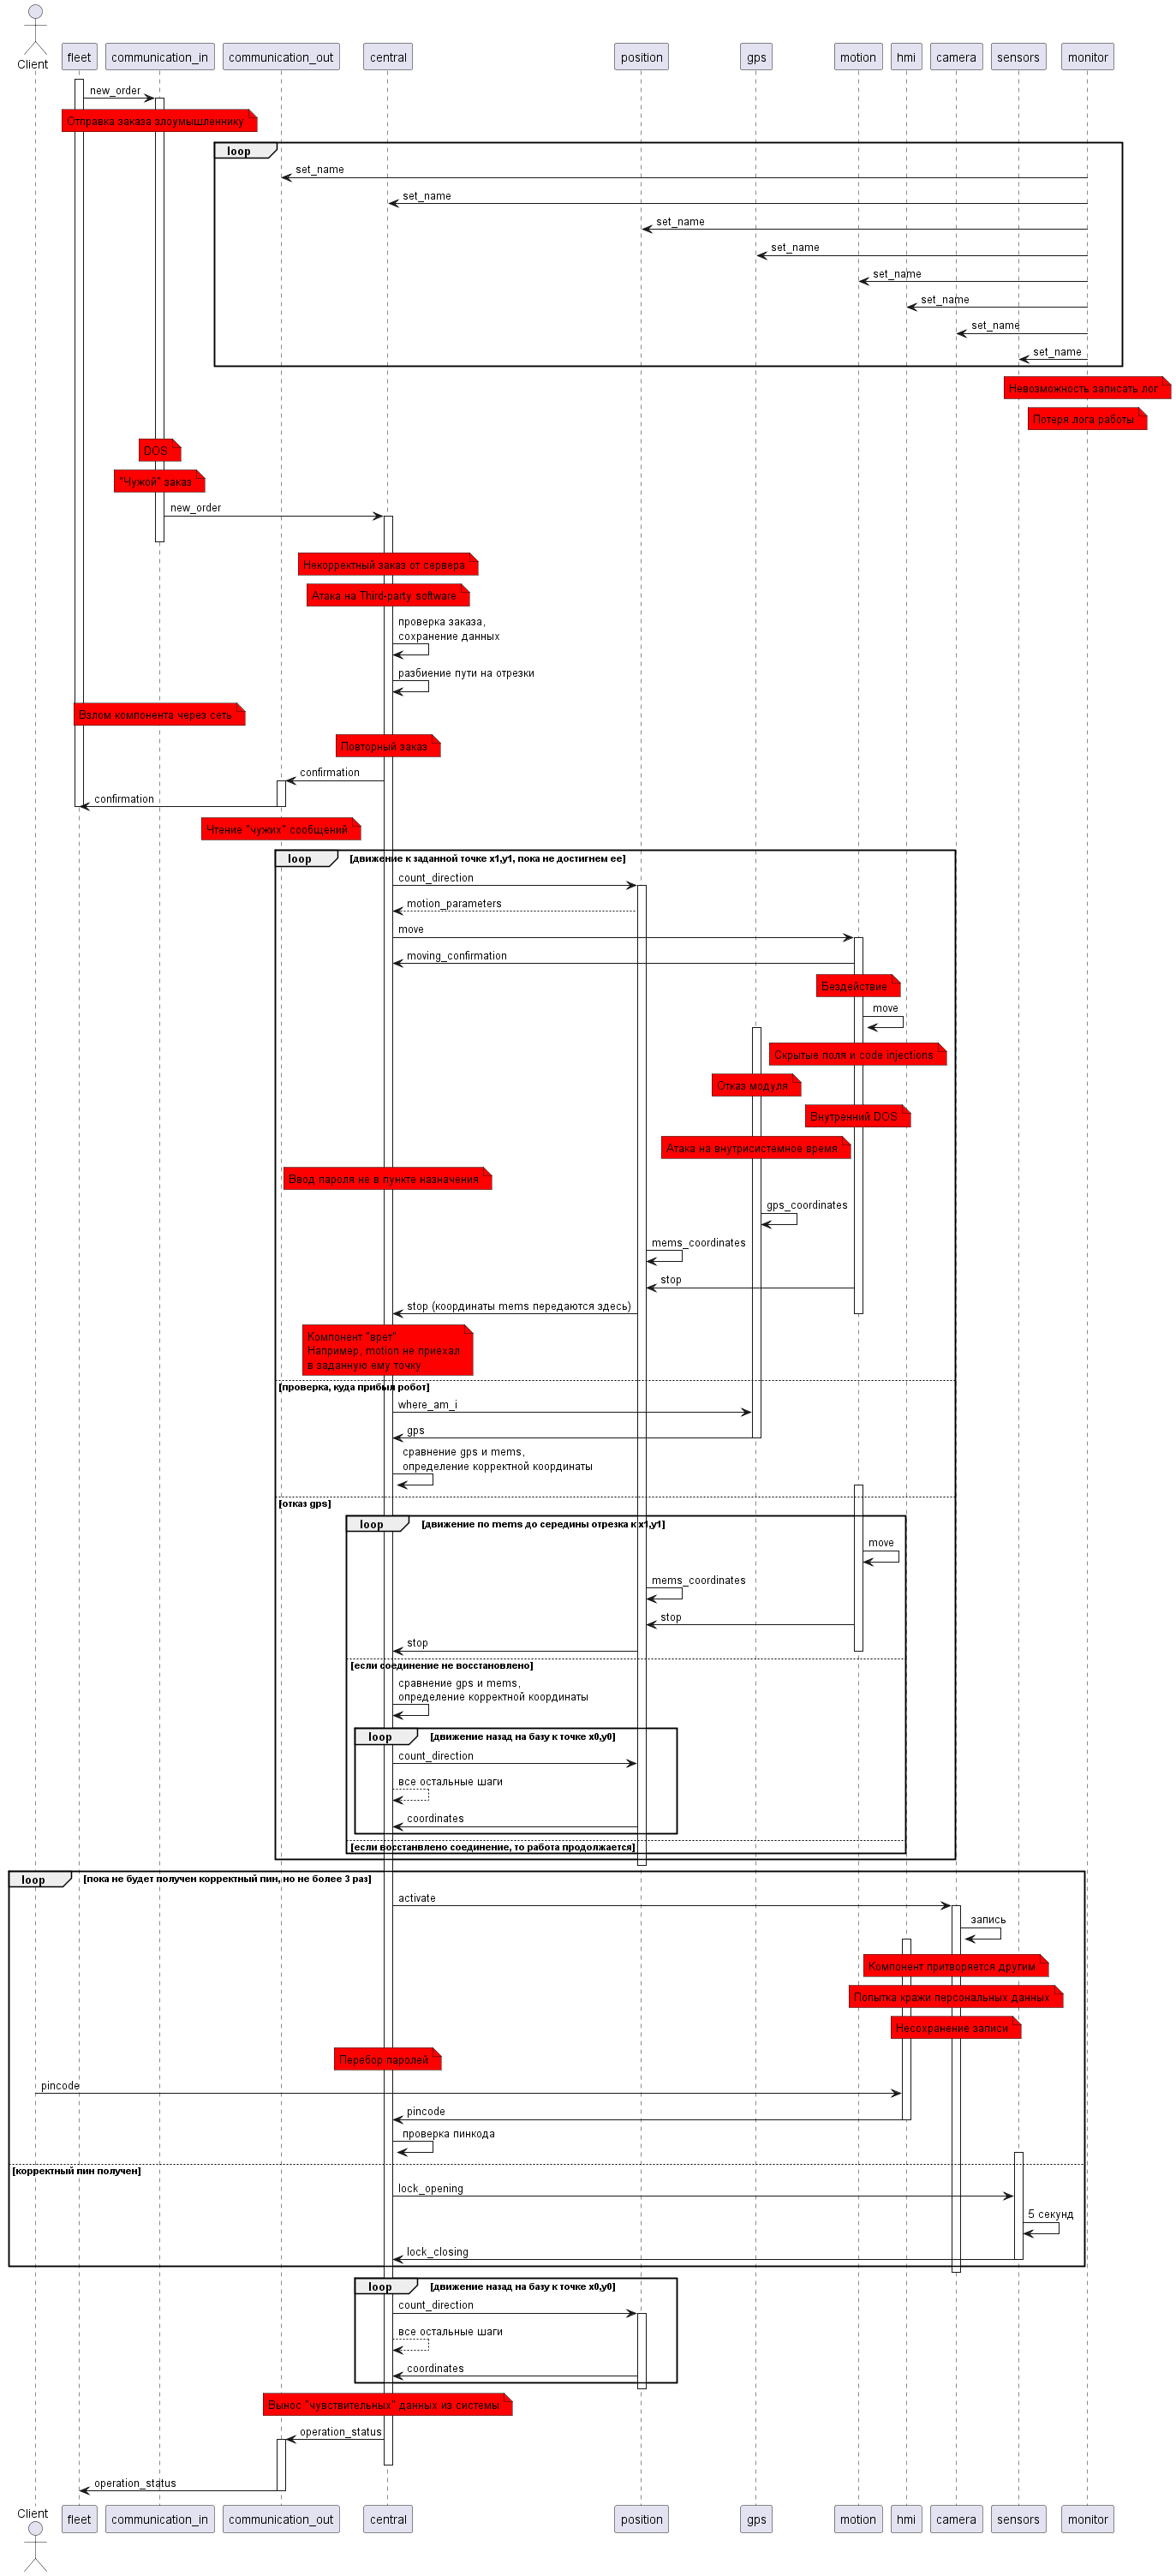 Client
fleet
communication_in
communication_out
central
position
gps
motion
hmi
camera
sensors
monitor
new_order
Отправка заказа злоумышленнику
loop
set_name
set_name
set_name
set_name
set_name
set_name
set_name
set_name
Невозможность записать лог
Потеря лога работы
DOS
"Чужой" заказ
new_order
Некорректный заказ от сервера
Атака на Third-party software
проверка заказа,
сохранение данных
разбиение пути на отрезки
Взлом компонента через сеть
Повторный заказ
confirmation
confirmation
Чтение "чужих" сообщений
loop
[движение к заданной точке x1,y1, пока не достигнем ее]
count_direction
motion_parameters
move
moving_confirmation
Бездействие
move
Скрытые поля и code injections
Отказ модуля
Внутренний DOS
Атака на внутрисистемное время
Ввод пароля не в пункте назначения
gps_coordinates
mems_coordinates
stop
stop (координаты mems передаются здесь)
Компонент "врет"
Например, motion не приехал
в заданную ему точку
[проверка, куда прибыл робот]
where_am_i
gps
сравнение gps и mems,
определение корректной координаты
[отказ gps]
loop
[движение по mems до середины отрезка к x1,y1]
move
mems_coordinates
stop
stop
[если соединение не восстановлено]
сравнение gps и mems,
определение корректной координаты
loop
[движение назад на базу к точке x0,y0]
count_direction
все остальные шаги
coordinates
[если восстанвлено соединение, то работа продолжается]
loop
[пока не будет получен корректный пин, но не более 3 раз]
activate
запись
Компонент притворяется другим
Попытка кражи персональных данных
Несохранение записи
Перебор паролей
pincode
pincode
проверка пинкода
[корректный пин получен]
lock_opening
5 секунд
lock_closing
loop
[движение назад на базу к точке x0,y0]
count_direction
все остальные шаги
coordinates
Вынос "чувствительных" данных из системы
operation_status
operation_status
Client
fleet
communication_in
communication_out
central
position
gps
motion
hmi
camera
sensors
monitor